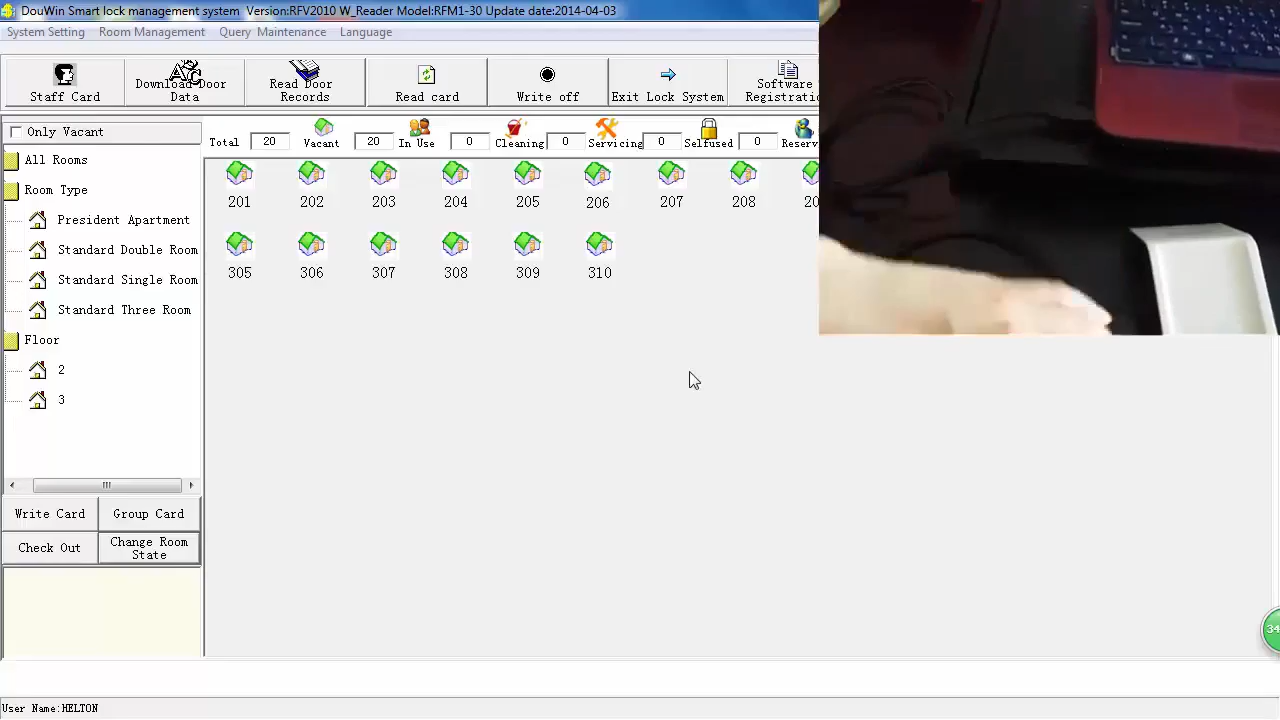 DouWin Smart lock management system Version:RFV2010 W_Reader Model:RFM1-30 Update date:2014-04-03
System Setting Room Management Query Maintenance Language
Staff Card
Download Door
Data
Read Door
Records
Read card
Write off
Exit Lock System
Software
Only Vacant
Total 20 Vacant 20 In Use 0 Cleaning 0 Servicing 0 Selfused 0
All Rooms
Room Type
President Apartment
Standard Double Room
Standard Single Room
Standard Three Room
Floor
2
3
201 202 203 204 205 206 207 208
305 306 307 308 309 310
Write Card
Group Card
Check Out
Change Room
State
34
User Name:HELTON